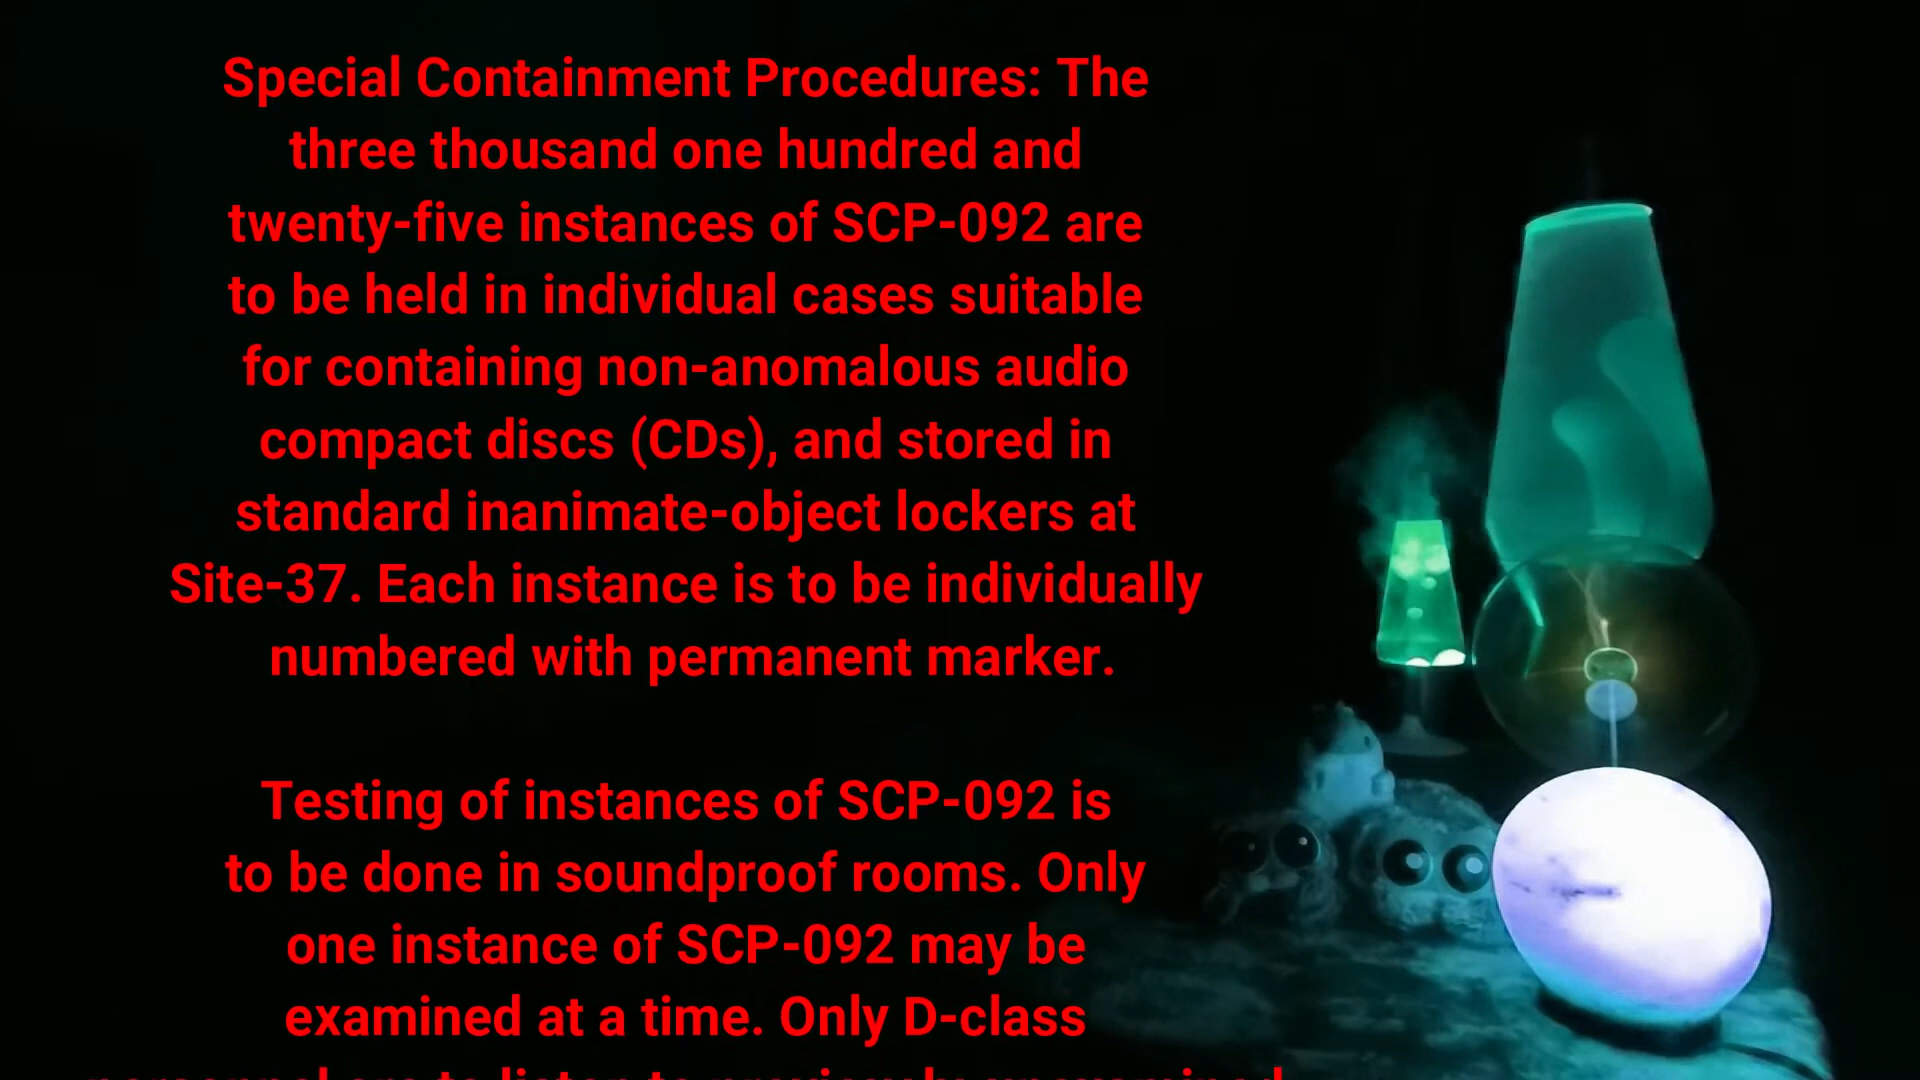 Special Containment Procedures: The
three thousand one hundred and
twenty-five instances of SCP-092 are
to be held in individual cases suitable
for containing non-anomalous audio
compact discs (CDs), and stored in
standard inanimate-object lockers at
Site-37. Each instance is to be individually
numbered with permanent marker.
Testing of instances of SCP-092 is
to be done in soundproof rooms. Only
one instance of SCP-092 may be
examined at a time. Only D-class